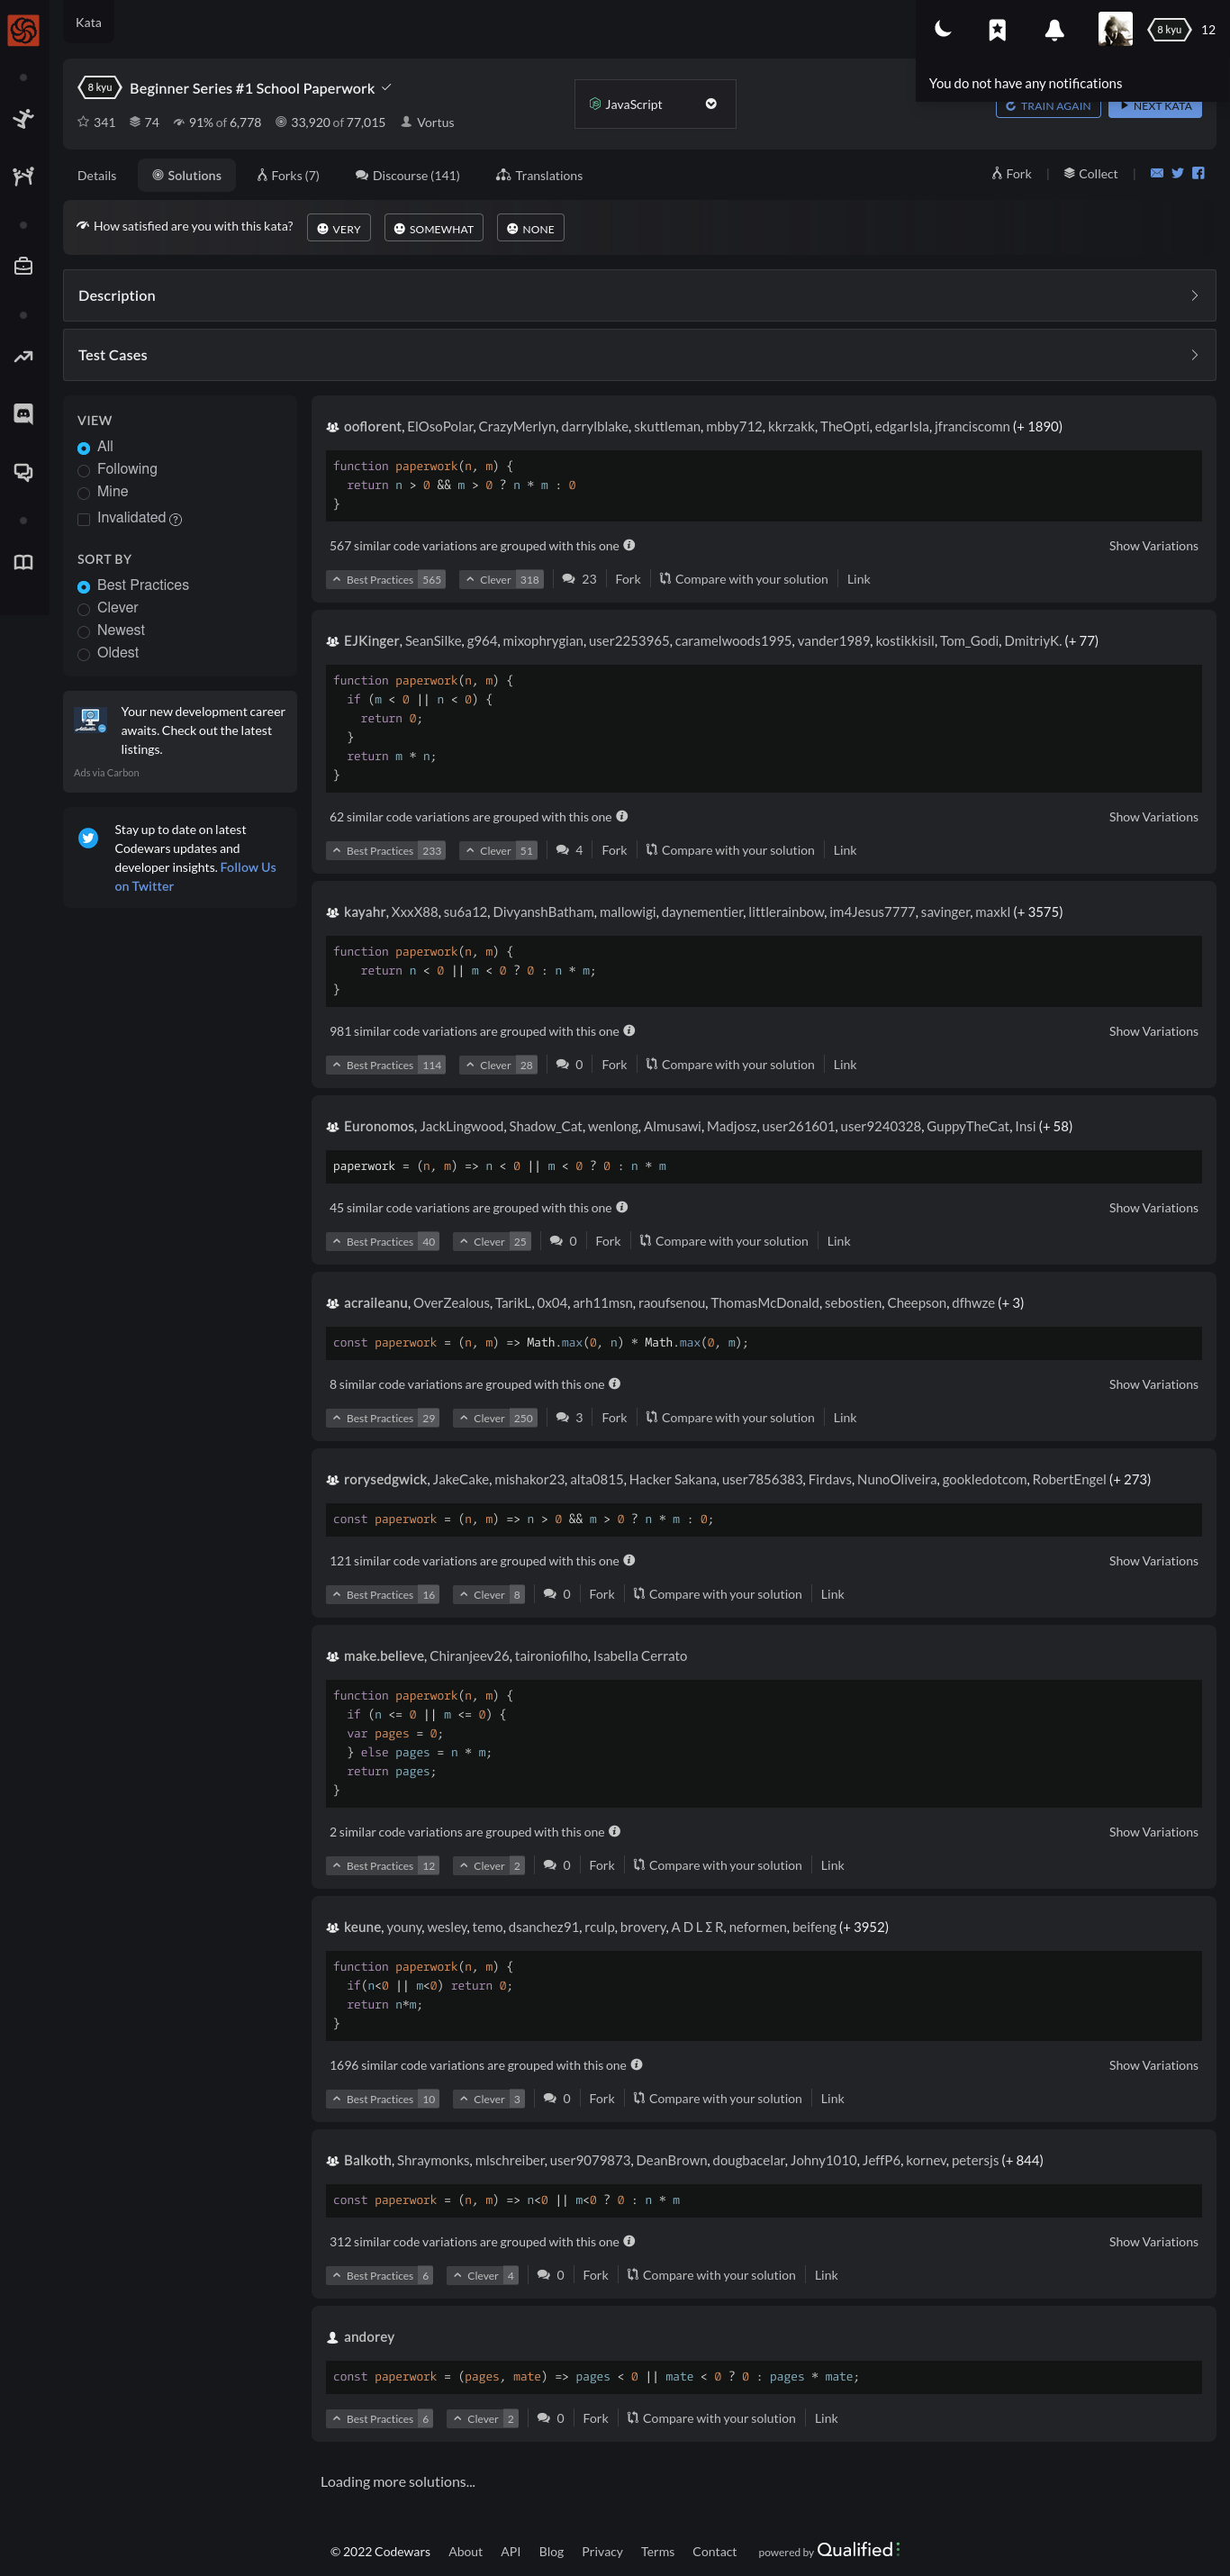 Kata
8 kyu 12
You do not have any notifications
8 kyu Beginner Series #1 School Paperwork
341 74 91% of 6,778 33,920 of 77,015 Vortus
JavaScript
TRAIN AGAIN NEXT KATA
Details Solutions Forks (7) Discourse (141) Translations
Fork | Collect |
How satisfied are you with this kata? VERY SOMEWHAT NONE
Description
Test Cases
VIEW
All
Following
Mine
Invalidated ?
SORT BY
Best Practices
Clever
Newest
Oldest
Your new development career
awaits. Check out the latest
listings.
Ads via Carbon
Stay up to date on latest
Codewars updates and
developer insights. Follow Us
on Twitter
ooflorent, ElOsoPolar, CrazyMerlyn, darrylblake, skuttleman, mbby712, kkrzakk, TheOpti, edgarIsla, jfranciscomn (+ 1890)
function paperwork(n, m) {
  return n > 0 && m > 0 ? n * m : 0
}
567 similar code variations are grouped with this one Show Variations
Best Practices 565 Clever 318 23 Fork Compare with your solution Link
EJKinger, SeanSilke, g964, mixophrygian, user2253965, caramelwoods1995, vander1989, kostikkisil, Tom_Godi, DmitriyK. (+ 77)
function paperwork(n, m) {
  if (m < 0 || n < 0) {
    return 0;
  }
  return m * n;
}
62 similar code variations are grouped with this one Show Variations
Best Practices 233 Clever 51 4 Fork Compare with your solution Link
kayahr, XxxX88, su6a12, DivyanshBatham, mallowigi, daynementier, littlerainbow, im4Jesus7777, savinger, maxkl (+ 3575)
function paperwork(n, m) {
    return n < 0 || m < 0 ? 0 : n * m;
}
981 similar code variations are grouped with this one Show Variations
Best Practices 114 Clever 28 0 Fork Compare with your solution Link
Euronomos, JackLingwood, Shadow_Cat, wenlong, Almusawi, Madjosz, user261601, user9240328, GuppyTheCat, Insi (+ 58)
paperwork = (n, m) => n < 0 || m < 0 ? 0 : n * m
45 similar code variations are grouped with this one Show Variations
Best Practices 40 Clever 25 0 Fork Compare with your solution Link
acraileanu, OverZealous, TarikL, 0x04, arh11msn, raoufsenou, ThomasMcDonald, sebostien, Cheepson, dfhwze (+ 3)
const paperwork = (n, m) => Math.max(0, n) * Math.max(0, m);
8 similar code variations are grouped with this one Show Variations
Best Practices 29 Clever 250 3 Fork Compare with your solution Link
rorysedgwick, JakeCake, mishakor23, alta0815, Hacker Sakana, user7856383, Firdavs, NunoOliveira, gookledotcom, RobertEngel (+ 273)
const paperwork = (n, m) => n > 0 && m > 0 ? n * m : 0;
121 similar code variations are grouped with this one Show Variations
Best Practices 16 Clever 8 0 Fork Compare with your solution Link
make.believe, Chiranjeev26, taironiofilho, Isabella Cerrato
function paperwork(n, m) {
  if (n <= 0 || m <= 0) {
  var pages = 0;
  } else pages = n * m;
  return pages;
}
2 similar code variations are grouped with this one Show Variations
Best Practices 12 Clever 2 0 Fork Compare with your solution Link
keune, youny, wesley, temo, dsanchez91, rculp, brovery, A D L Σ R, neformen, beifeng (+ 3952)
function paperwork(n, m) {
  if(n<0 || m<0) return 0;
  return n*m;
}
1696 similar code variations are grouped with this one Show Variations
Best Practices 10 Clever 3 0 Fork Compare with your solution Link
Balkoth, Shraymonks, mlschreiber, user9079873, DeanBrown, dougbacelar, Johny1010, JeffP6, kornev, petersjs (+ 844)
const paperwork = (n, m) => n<0 || m<0 ? 0 : n * m
312 similar code variations are grouped with this one Show Variations
Best Practices 6 Clever 4 0 Fork Compare with your solution Link
andorey
const paperwork = (pages, mate) => pages < 0 || mate < 0 ? 0 : pages * mate;
Best Practices 6 Clever 2 0 Fork Compare with your solution Link
Loading more solutions...
© 2022 Codewars About API Blog Privacy Terms Contact powered by Qualified